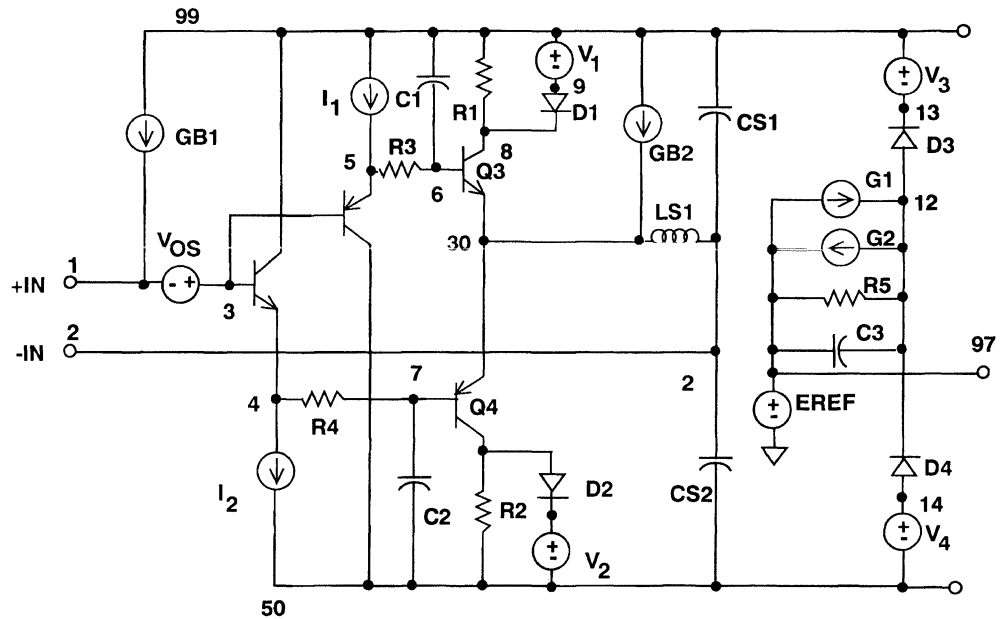 99
GB1
I1
C1
R1
V1
9
D1
8
GB2
CS1
V3
13
D3
5
R3
6
Q3
G1
12
LS1
30
G2
VOS
+IN
1
3
R5
-IN
2
C3
97
7
2
4
R4
Q4
EREF
I2
C2
R2
D2
V2
CS2
D4
14
V4
50